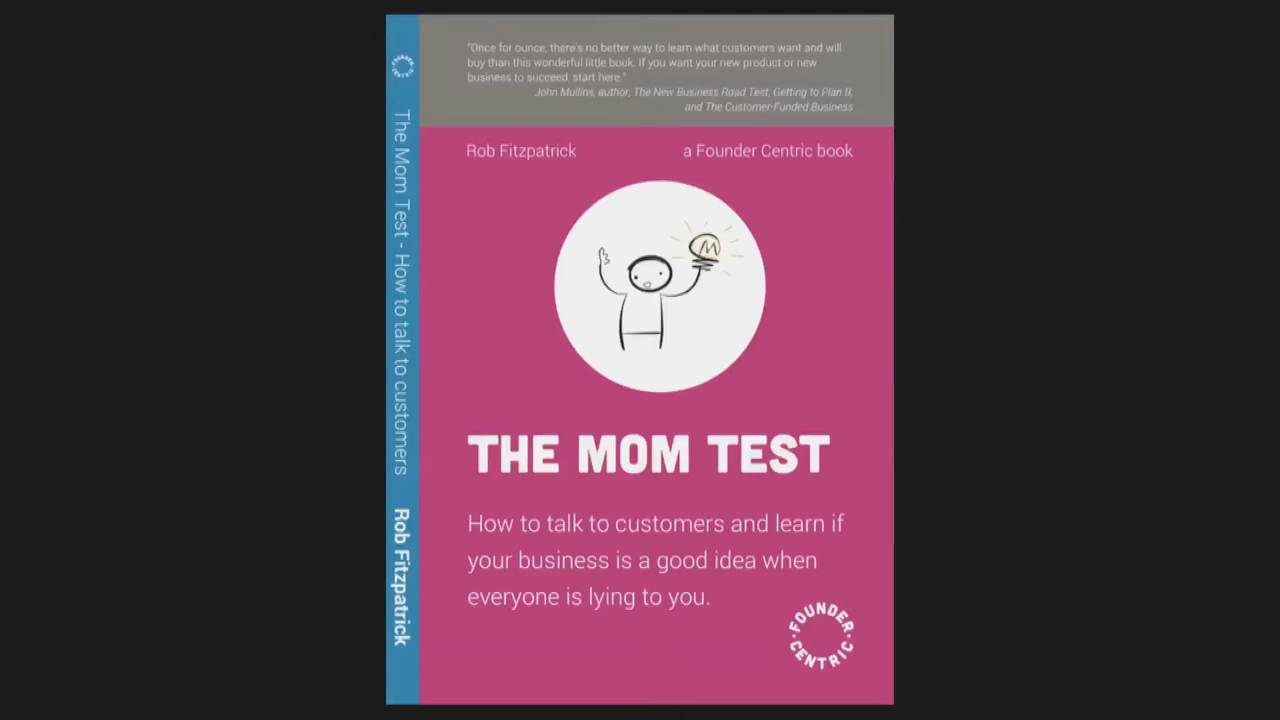 "Once for ounce, there's no better way to learn what customers want and will
buy than this wonderful little book. If you want your new product or new
business to succeed, start here."
John Mullins, author, The New Business Road Test, Getting to Plan B,
and The Customer-Funded Business
Rob Fitzpatrick
a Founder Centric book
M
THE MOM TEST
How to talk to customers and learn if
your business is a good idea when
everyone is lying to you.
FOUNDER
CENTRIC
FOUNDER
CENTRIC
The Mom Test - How to talk to customers
Rob Fitzpatrick